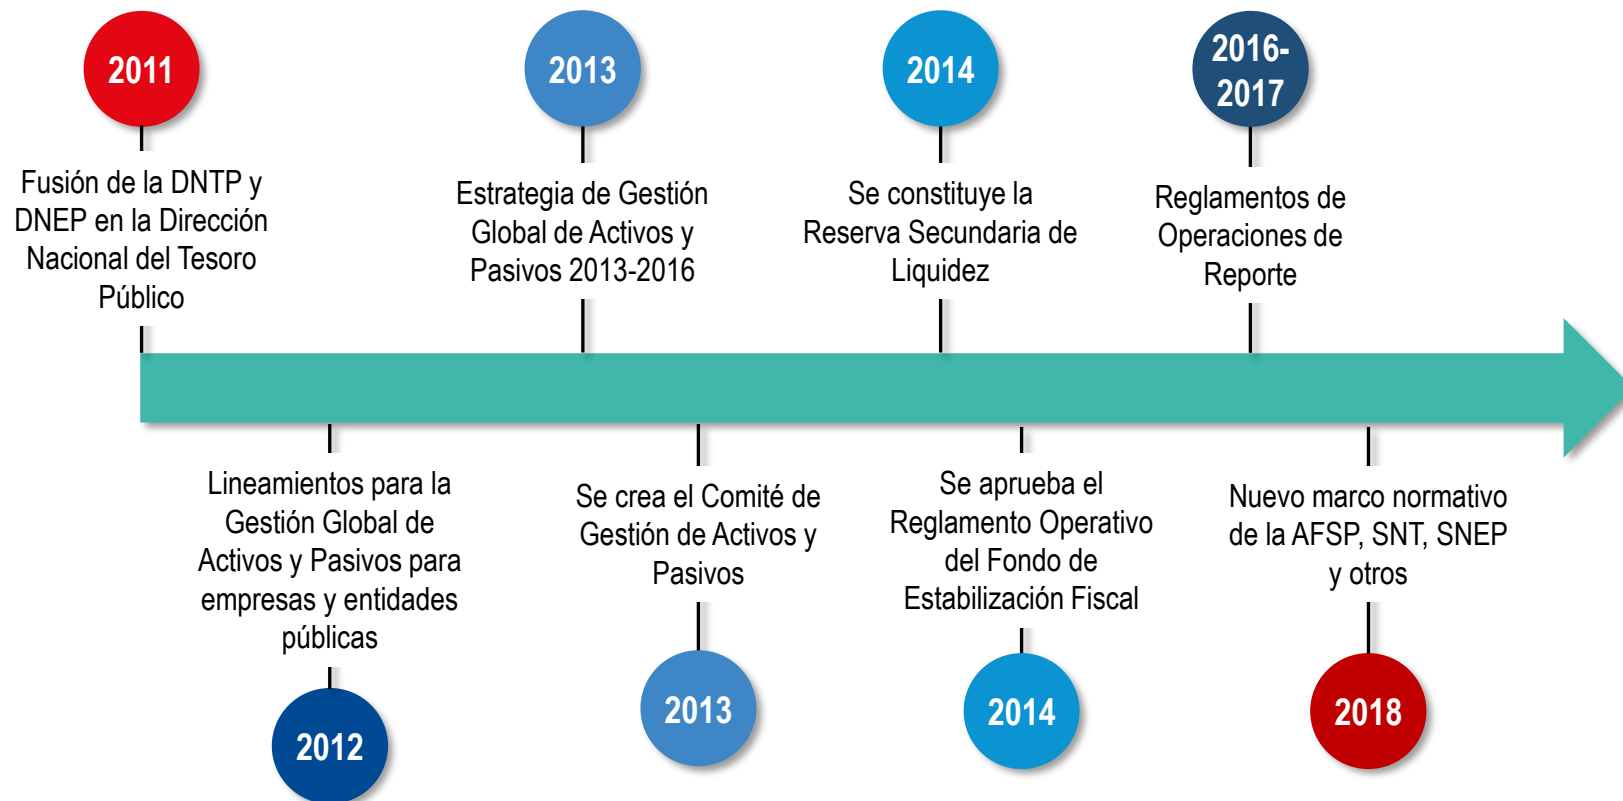 2011
Fusión de la DNTP y
DNEP en la Dirección
Nacional del Tesoro
Público
2013
Estrategia de Gestión
Global de Activos y
Pasivos 2013-2016
2014
Se constituye la
Reserva Secundaria de
Liquidez
2016-
2017
Reglamentos de
Operaciones de
Reporte
Lineamientos para la
Gestión Global de
Activos y Pasivos para
empresas y entidades
públicas
2012
Se crea el Comité de
Gestión de Activos y
Pasivos
2013
Se aprueba el
Reglamento Operativo
del Fondo de
Estabilización Fiscal
2014
Nuevo marco normativo
de la AFSP, SNT, SNEP
y otros
2018